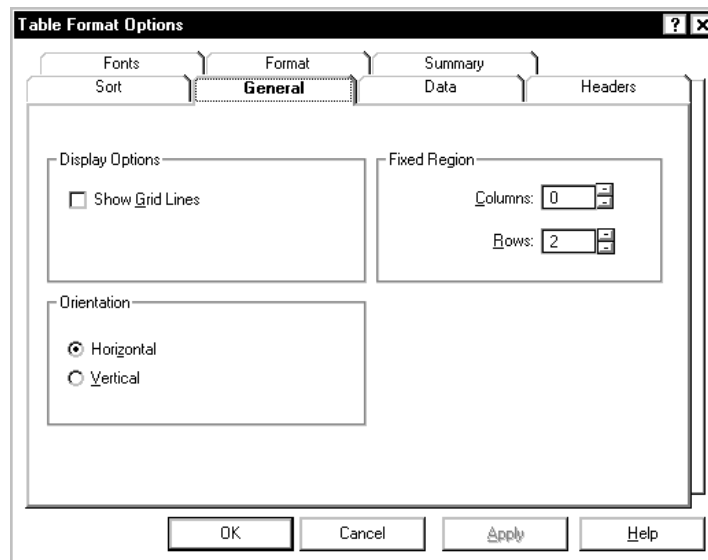 Table Format Options ? X
Fonts Format Summary
Sort General Data Headers
Display Options
Show Grid Lines
Fixed Region
Columns: 0
Rows: 2
Orientation
Horizontal
Vertical
OK Cancel Apply Help